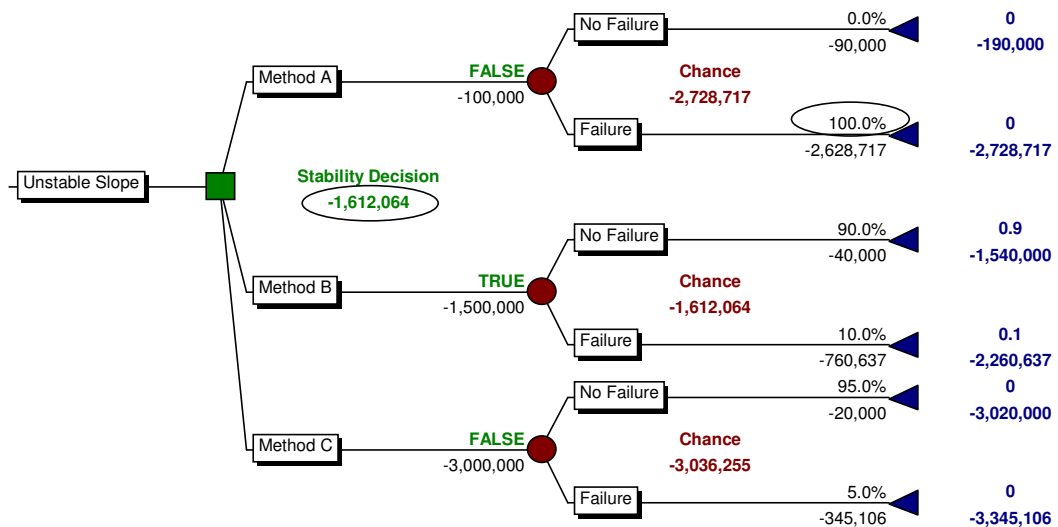 No Failure
0.0%
0
-90,000
-190,000
Method A
FALSE
-100,000
Chance
-2,728,717
Failure
100.0%
0
-2,628,717
-2,728,717
Unstable Slope
Stability Decision
-1,612,064
No Failure
90.0%
0.9
-40,000
-1,540,000
Method B
TRUE
-1,500,000
Chance
-1,612,064
Failure
10.0%
0.1
-760,637
-2,260,637
No Failure
95.0%
0
-20,000
-3,020,000
Method C
FALSE
-3,000,000
Chance
-3,036,255
Failure
5.0%
0
-345,106
-3,345,106